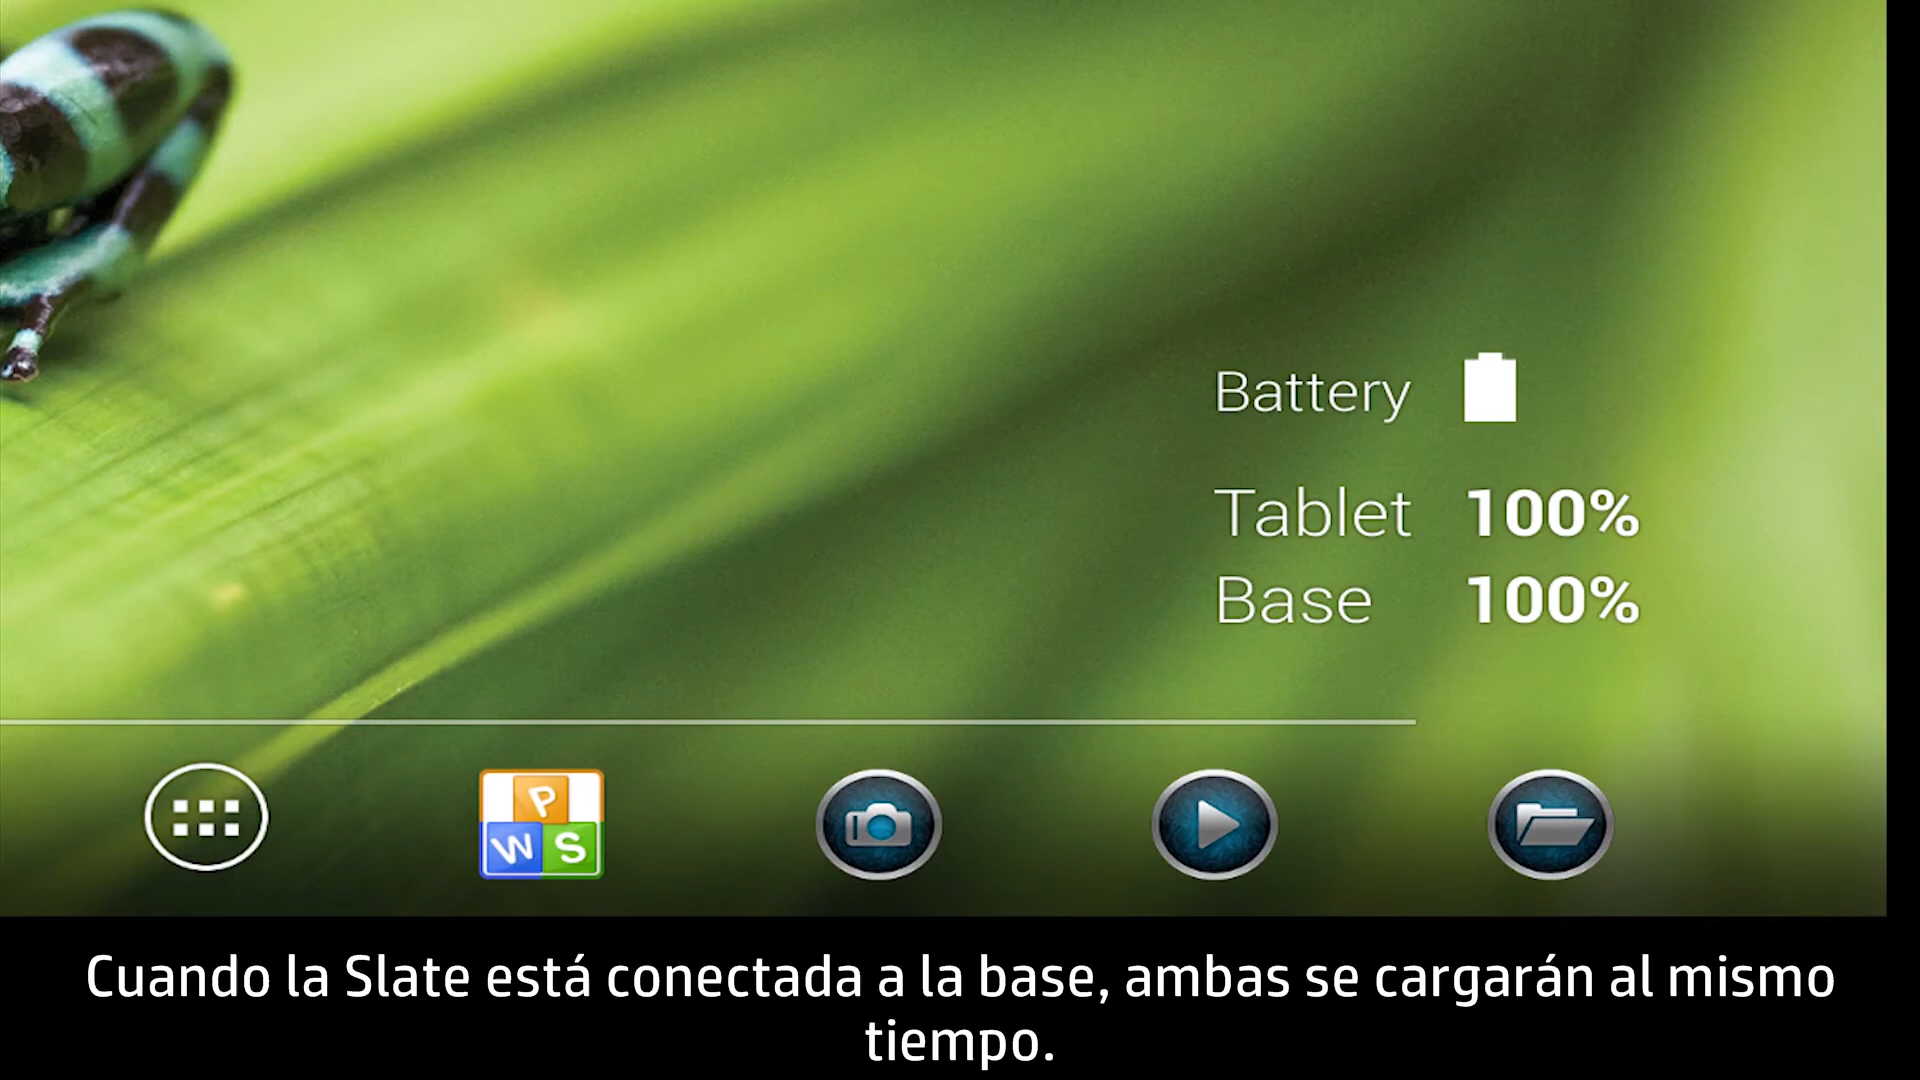 Battery
Tablet 100%
Base 100%
P
W S
Cuando la Slate está conectada a la base, ambas se cargarán al mismo
tiempo.